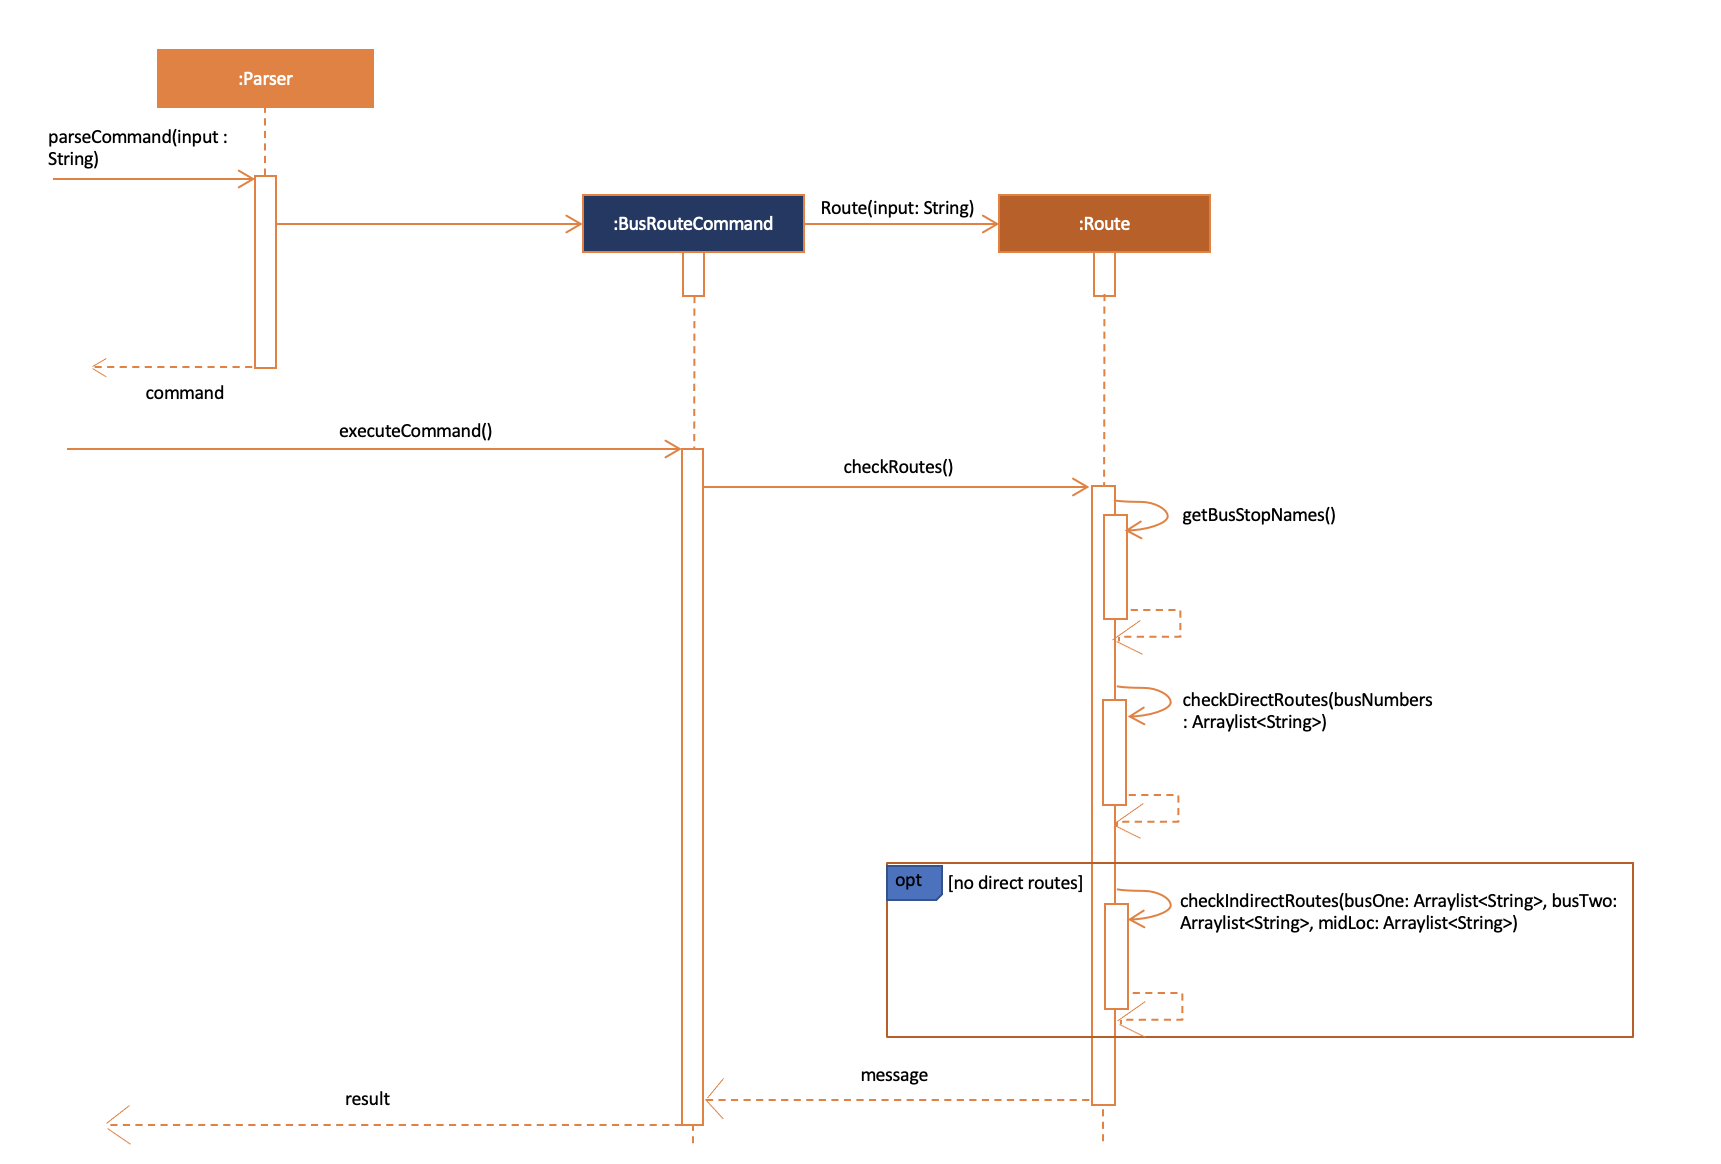 :Parser
parseCommand(input :
String)
:BusRouteCommand
Route(input: String)
:Route
command
executeCommand()
checkRoutes()
getBusStopNames()
checkDirectRoutes(busNumbers
: Arraylist<String>)
opt
[no direct routes]
checkIndirectRoutes(busOne: Arraylist<String>, busTwo:
Arraylist<String>, midLoc: Arraylist<String>)
message
result